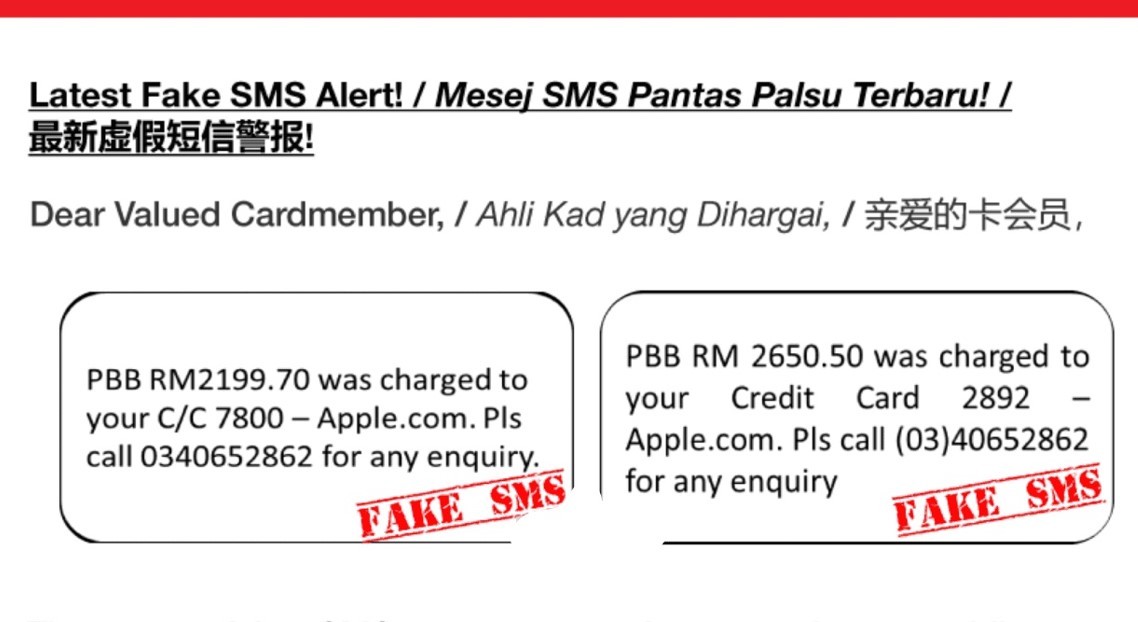 Latest Fake SMS Alert! / Mesej SMS Pantas Palsu Terbaru! /
最新虚假短信警报!
Dear Valued Cardmember, / Ahli Kad yang Dihargai, / 亲爱的卡会员,
PBB RM2199.70 was charged to
your C/C 7800 – Apple.com. Pls
call 0340652862 for any enquiry.
FAKE SMS
PBB RM 2650.50 was charged to
your Credit Card 2892 –
Apple.com. Pls call (03)40652862
for any enquiry
FAKE SMS